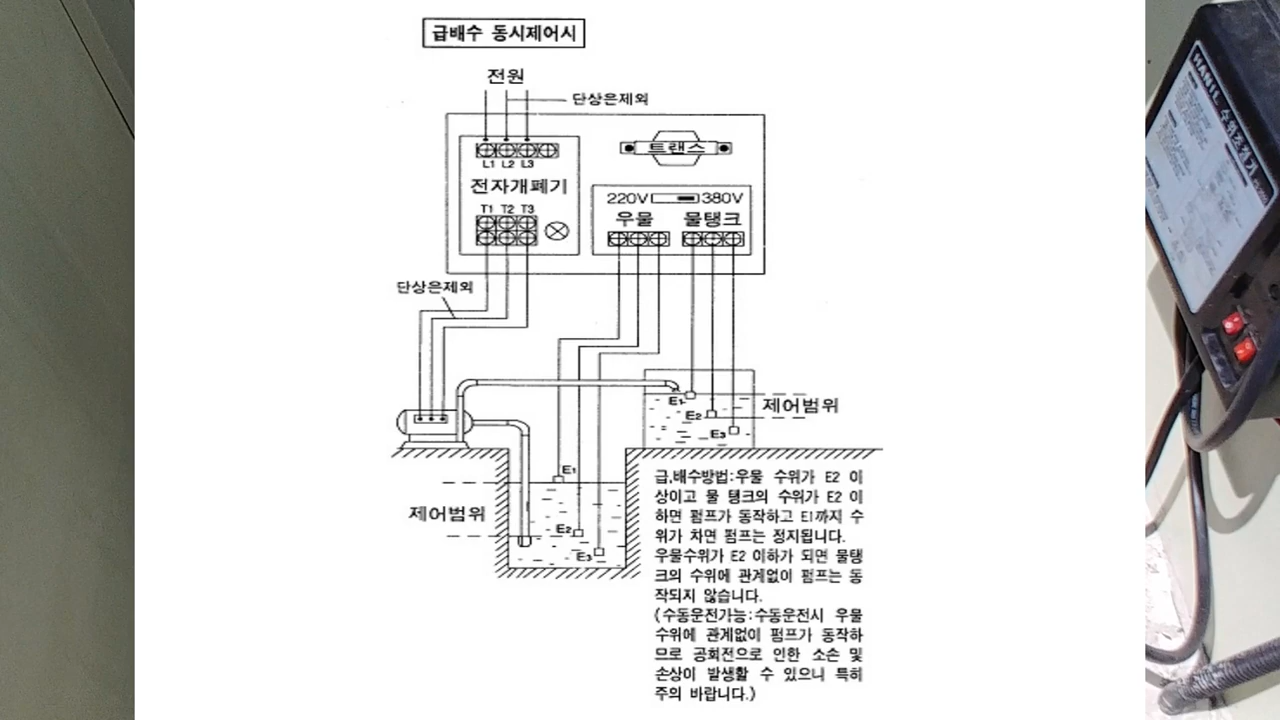 급배수 동시제어시
전원
단상은제외
트랜스
L1 L2 L3
전자개폐기
220V 380V
T1 T2 T3
우물 물탱크
단상은제외
E1
제어범위
E2
E3
E1
제어범위
E2
E3
급,배수방법:우물 수위가 E2 이
상이고 물 탱크의 수위가 E2 이
하면 펌프가 동작하고 E1까지 수
위가 차면 펌프는 정지됩니다.
우물수위가 E2 이하가 되면 물탱
크의 수위에 관계없이 펌프는 동
작되지 않습니다.
(수동운전가능:수동운전시 우물
수위에 관계없이 펌프가 동작하
므로 공회전으로 인한 소손 및
손상이 발생할 수 있으니 특히
주의 바랍니다.)
HANIL 수위조절기